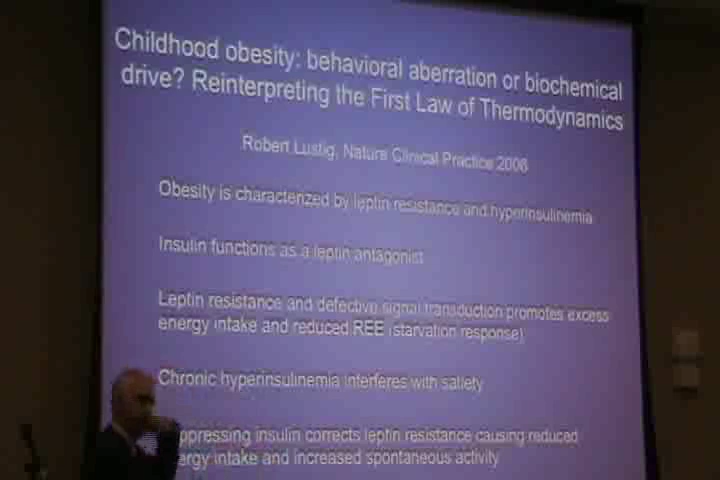 Childhood obesity: behavioral aberration or biochemical
drive? Reinterpreting the First Law of Thermodynamics
Robert Lustig, Nature Clinical Practice 2006
Obesity is characterized by leptin resistance and hyperinsulinemia
Insulin functions as a leptin antagonist
Leptin resistance and defective signal transduction promotes excess
energy intake and reduced REE (starvation response)
Chronic hyperinsulinemia interferes with satiety
ppressing insulin corrects leptin resistance causing reduced
ergy intake and increased spontaneous activity